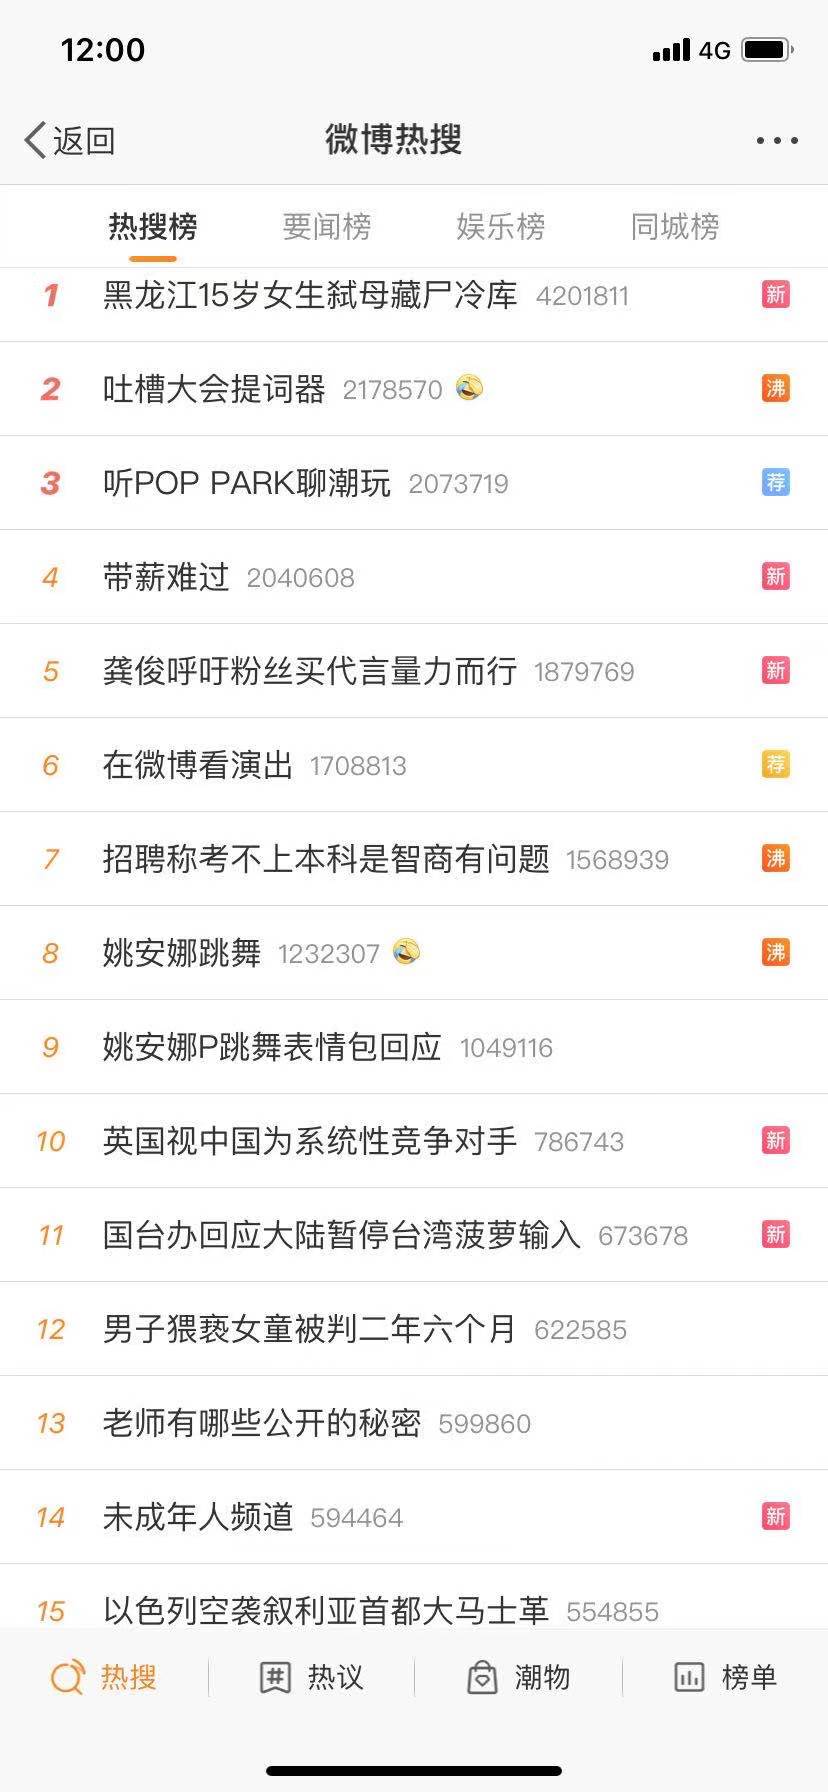 12:00 4G
返回 微博热搜
热搜榜 要闻榜 娱乐榜 同城榜
1 黑龙江15岁女生弑母藏尸冷库 4201811 新
2 吐槽大会提词器 2178570 沸
3 听POP PARK聊潮玩 2073719 荐
4 带薪难过 2040608 新
5 龚俊呼吁粉丝买代言量力而行 1879769 新
6 在微博看演出 1708813 荐
7 招聘称考不上本科是智商有问题 1568939 沸
8 姚安娜跳舞 1232307 沸
9 姚安娜P跳舞表情包回应 1049116
10 英国视中国为系统性竞争对手 786743 新
11 国台办回应大陆暂停台湾菠萝输入 673678 新
12 男子猥亵女童被判二年六个月 622585
13 老师有哪些公开的秘密 599860
14 未成年人频道 594464 新
15 以色列空袭叙利亚首都大马士革 554855
热搜 热议 潮物 榜单